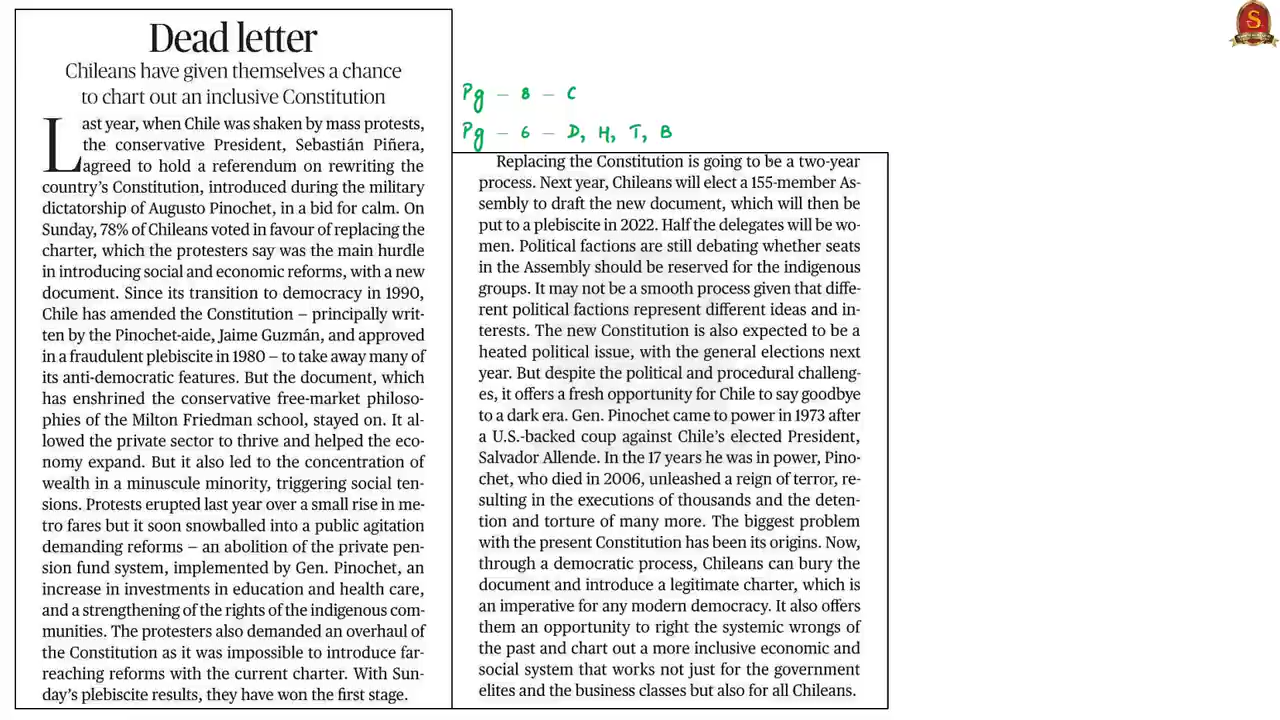 Dead letter
Chileans have given themselves a chance
to chart out an inclusive Constitution
Last year, when Chile was shaken by mass protests,
the conservative President, Sebastián Piñera,
agreed to hold a referendum on rewriting the
country's Constitution, introduced during the military
dictatorship of Augusto Pinochet, in a bid for calm. On
Sunday, 78% of Chileans voted in favour of replacing the
charter, which the protesters say was the main hurdle
in introducing social and economic reforms, with a new
document. Since its transition to democracy in 1990,
Chile has amended the Constitution – principally writ-
ten by the Pinochet-aide, Jaime Guzmán, and approved
in a fraudulent plebiscite in 1980 – to take away many of
its anti-democratic features. But the document, which
has enshrined the conservative free-market philoso-
phies of the Milton Friedman school, stayed on. It al-
lowed the private sector to thrive and helped the eco-
nomy expand. But it also led to the concentration of
wealth in a minuscule minority, triggering social ten-
sions. Protests erupted last year over a small rise in me-
tro fares but it soon snowballed into a public agitation
demanding reforms – an abolition of the private pen-
sion fund system, implemented by Gen. Pinochet, an
increase in investments in education and health care,
and a strengthening of the rights of the indigenous com-
munities. The protesters also demanded an overhaul of
the Constitution as it was impossible to introduce far-
reaching reforms with the current charter. With Sun-
day's plebiscite results, they have won the first stage.
Pg – 8 – C
Pg – 6 – D, H, T, B
Replacing the Constitution is going to be a two-year
process. Next year, Chileans will elect a 155-member As-
sembly to draft the new document, which will then be
put to a plebiscite in 2022. Half the delegates will be wo-
men. Political factions are still debating whether seats
in the Assembly should be reserved for the indigenous
groups. It may not be a smooth process given that diffe-
rent political factions represent different ideas and in-
terests. The new Constitution is also expected to be a
heated political issue, with the general elections next
year. But despite the political and procedural challeng-
es, it offers a fresh opportunity for Chile to say goodbye
to a dark era. Gen. Pinochet came to power in 1973 after
a U.S.-backed coup against Chile's elected President,
Salvador Allende. In the 17 years he was in power, Pino-
chet, who died in 2006, unleashed a reign of terror, re-
sulting in the executions of thousands and the deten-
tion and torture of many more. The biggest problem
with the present Constitution has been its origins. Now,
through a democratic process, Chileans can bury the
document and introduce a legitimate charter, which is
an imperative for any modern democracy. It also offers
them an opportunity to right the systemic wrongs of
the past and chart out a more inclusive economic and
social system that works not just for the government
elites and the business classes but also for all Chileans.
S